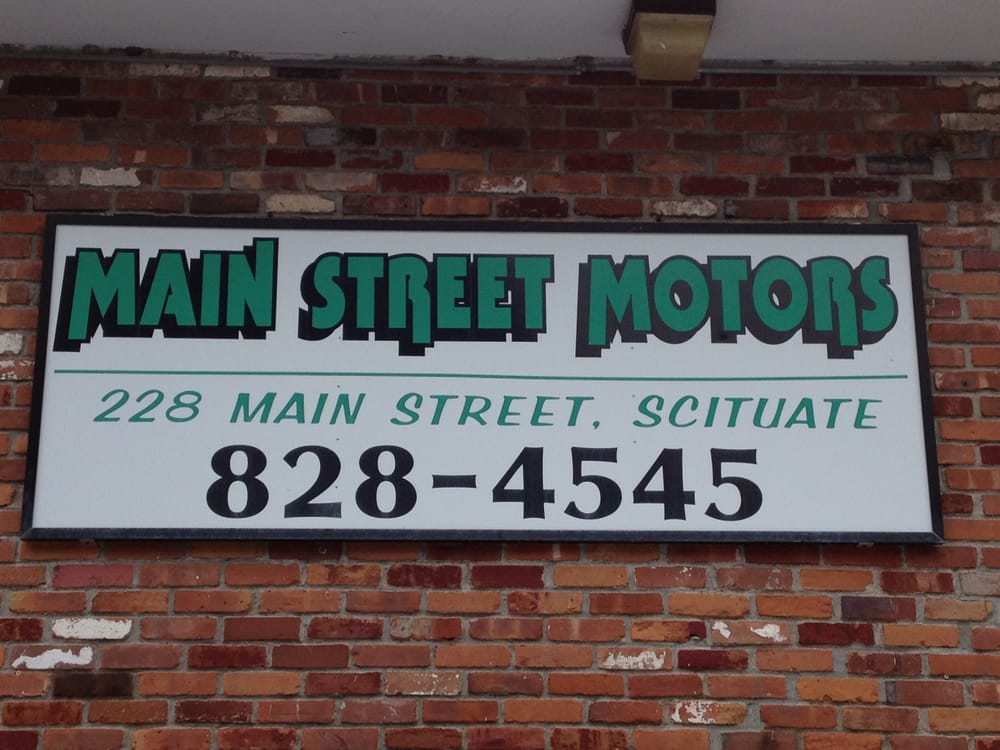 MAIN STREET MOTORS
228 MAIN STREET, SCITUATE
828-4545